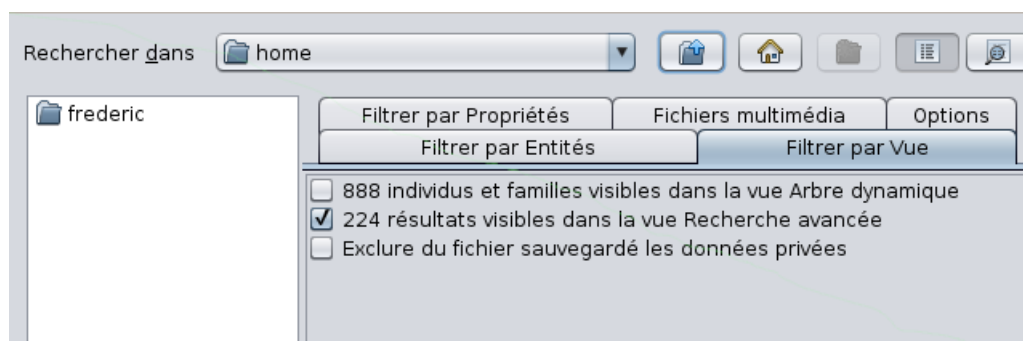 Rechercher dans home
frederic
Filtrer par Propriétés Fichiers multimédia Options
Filtrer par Entités Filtrer par Vue
888 individus et familles visibles dans la vue Arbre dynamique
224 résultats visibles dans la vue Recherche avancée
Exclure du fichier sauvegardé les données privées